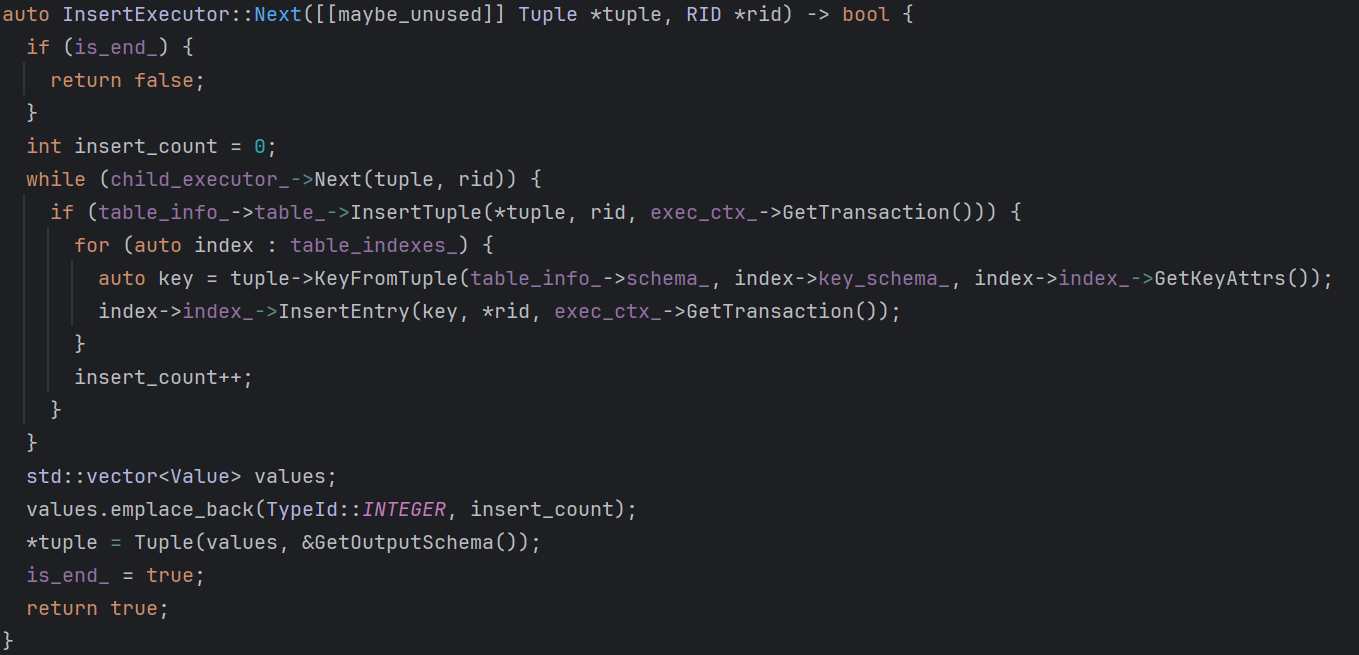 auto InsertExecutor::Next([[maybe_unused]] Tuple *tuple, RID *rid) -> bool {
  if (is_end_) {
    return false;
  }
  int insert_count = 0;
  while (child_executor_->Next(tuple, rid)) {
    if (table_info_->table_->InsertTuple(*tuple, rid, exec_ctx_->GetTransaction())) {
      for (auto index : table_indexes_) {
        auto key = tuple->KeyFromTuple(table_info_->schema_, index->key_schema_, index->index_->GetKeyAttrs());
        index->index_->InsertEntry(key, *rid, exec_ctx_->GetTransaction());
      }
      insert_count++;
    }
  }
  std::vector<Value> values;
  values.emplace_back(TypeId::INTEGER, insert_count);
  *tuple = Tuple(values, &GetOutputSchema());
  is_end_ = true;
  return true;
}